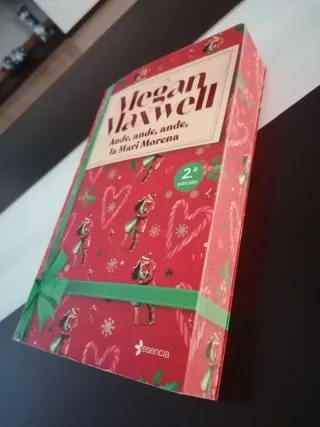 Megan
Maxwell
Ande, ande, ande,
la Mari Morena
2.ª
edición
esencia